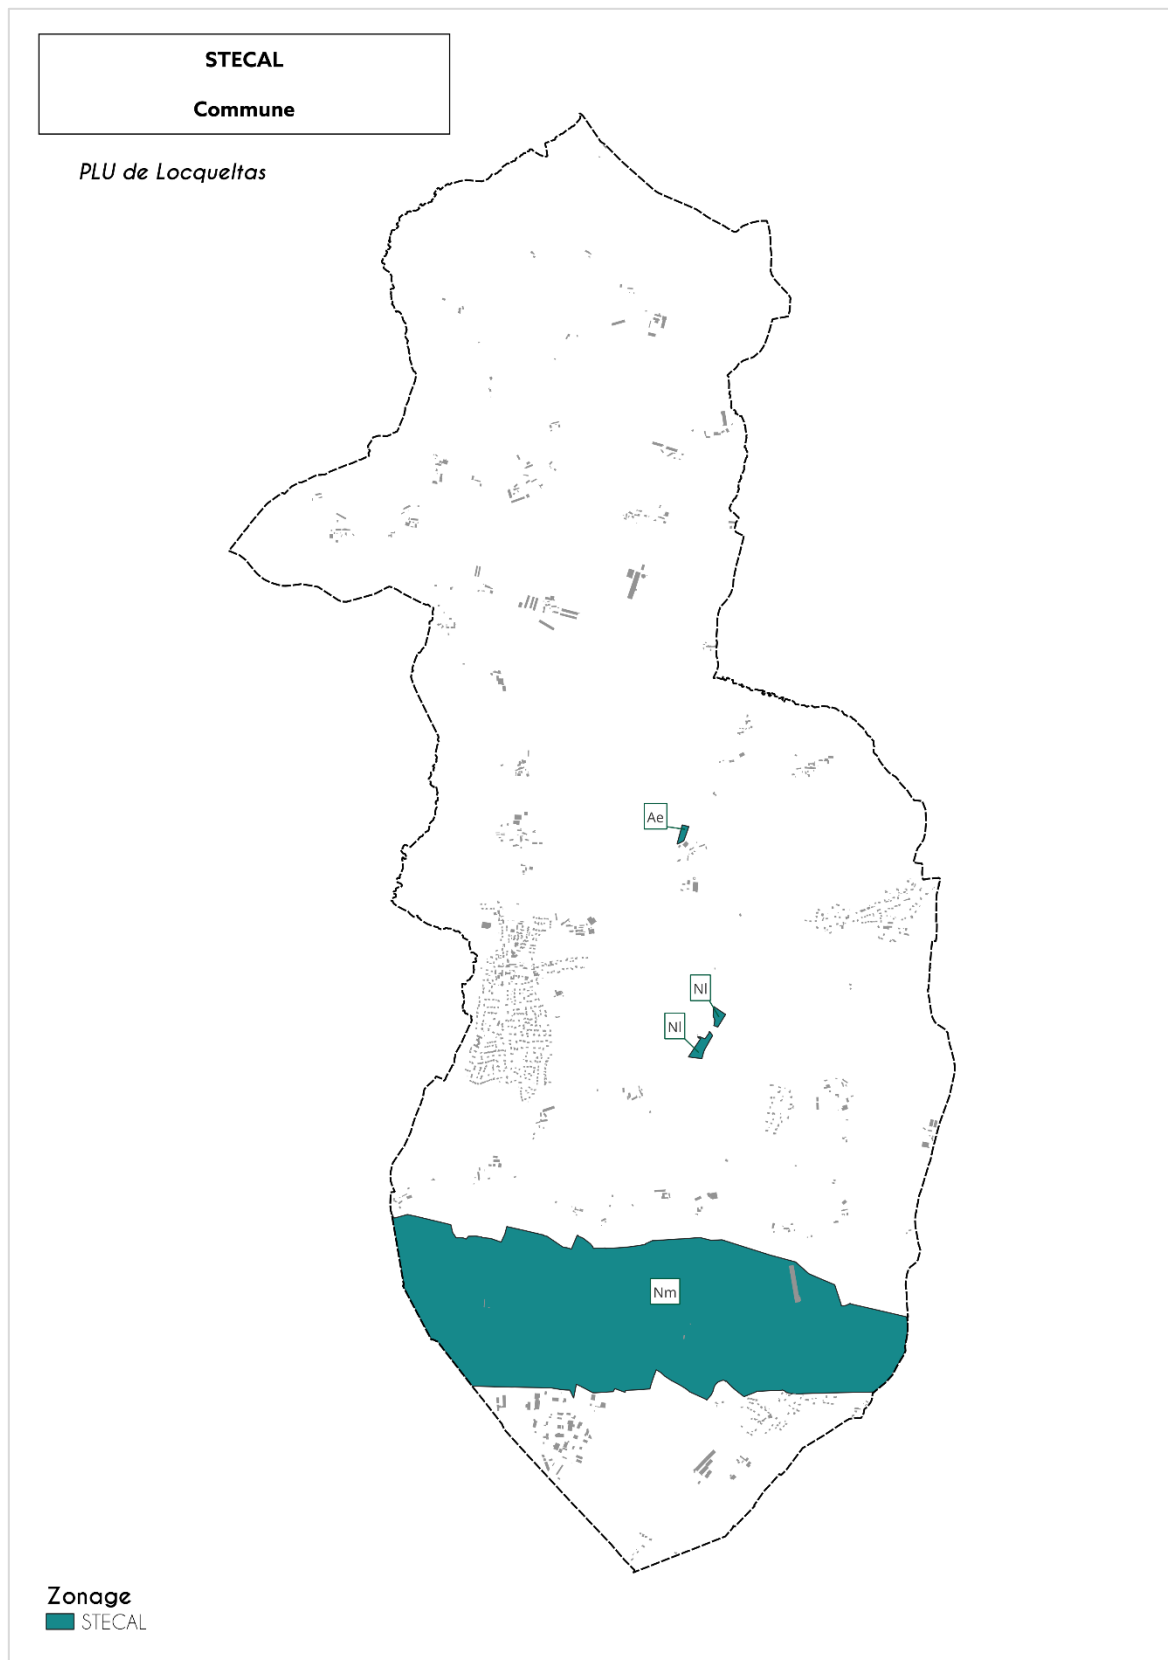 STECAL
Commune
PLU de Locqueltas
Ae
Nl
Nl
Nm
Zonage
STECAL